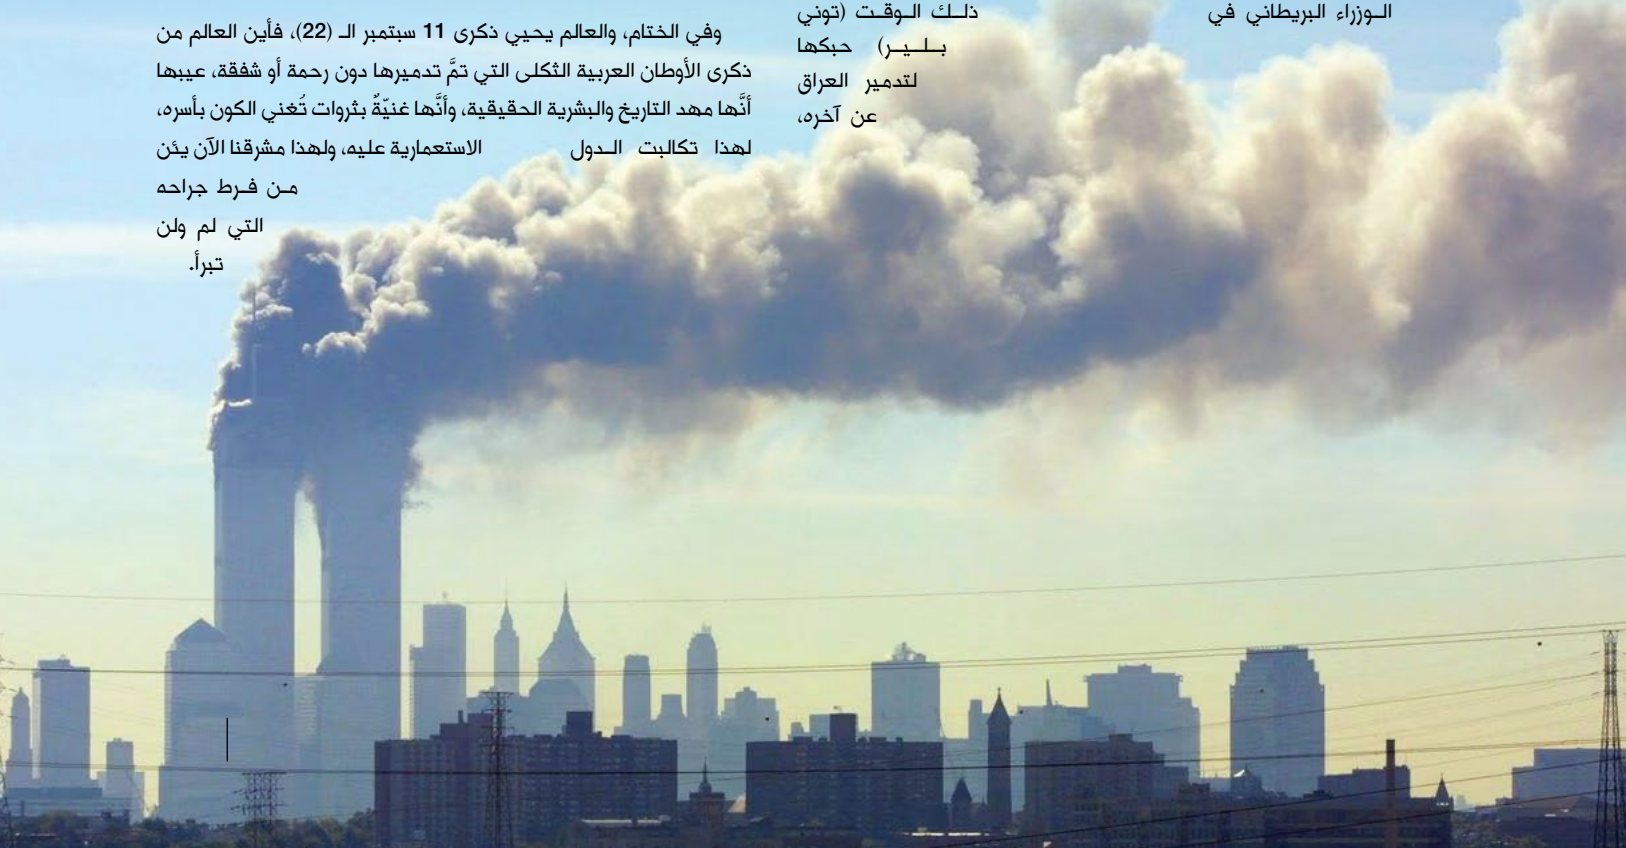 الـوزراء البريطاني في
ذلـك الـوقـت (توني
بـلـيـر) حبكها
لتدمير العراق
عن آخره،
وفي الختام، والعالم يحيي ذكرى 11 سبتمبر الـ (22)، فأين العالم من
ذكرى الأوطان العربية الثكلى التي تمَّ تدميرها دون رحمة أو شفقة، عيبها
أنَّها مهد التاريخ والبشرية الحقيقية، وأنَّها غنيّةٌ بثروات تُغني الكون بأسره،
لهذا تكالبت الـدول الاستعمارية عليه، ولهذا مشرقنا الآن يئن
مـن فـرط جراحه
التي لم ولن
تبرأ.